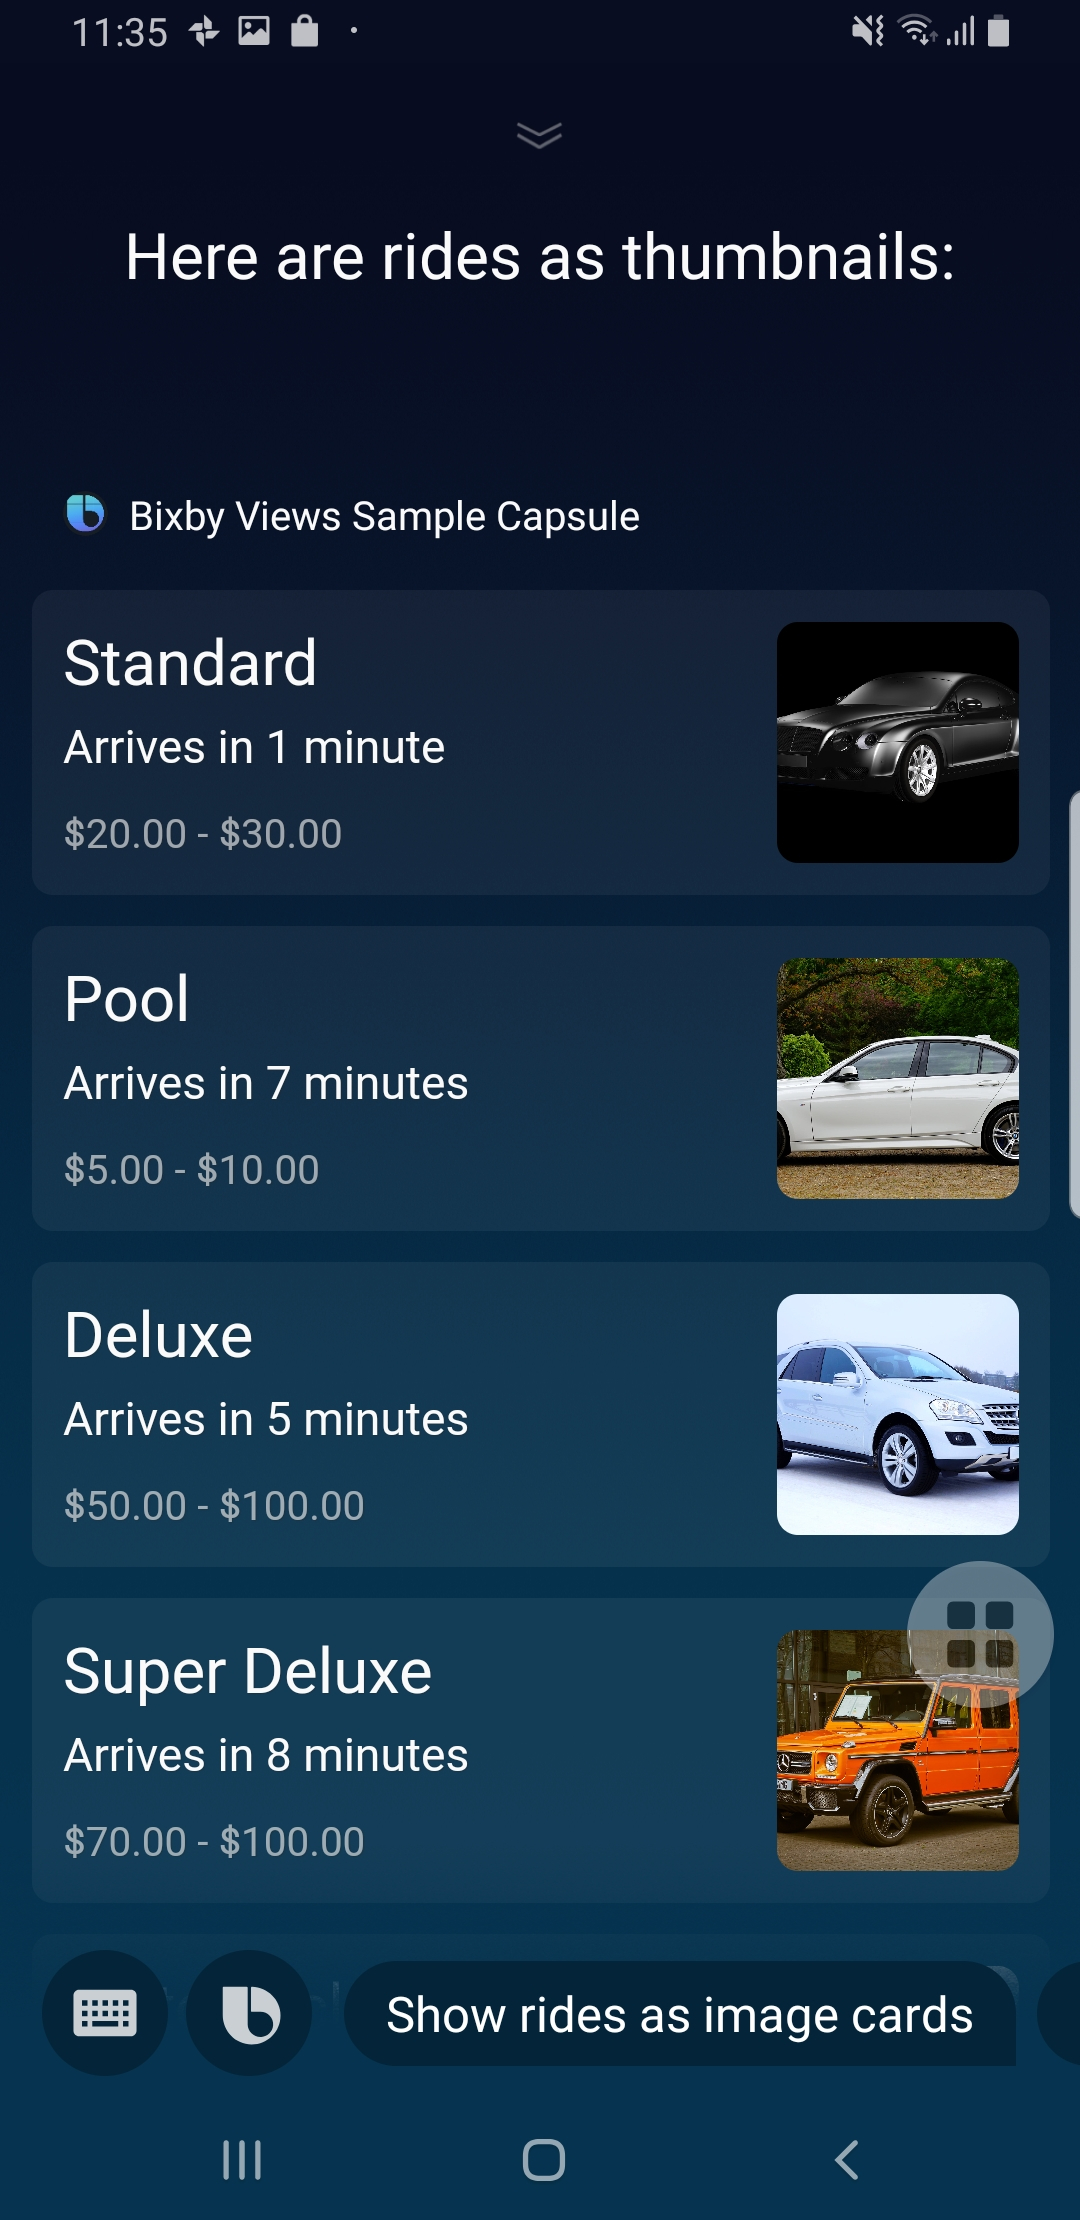 11:35
Here are rides as thumbnails:
Bixby Views Sample Capsule
Standard
Arrives in 1 minute
$20.00 - $30.00
Pool
Arrives in 7 minutes
$5.00 - $10.00
Deluxe
Arrives in 5 minutes
$50.00 - $100.00
Super Deluxe
Arrives in 8 minutes
$70.00 - $100.00
Show rides as image cards